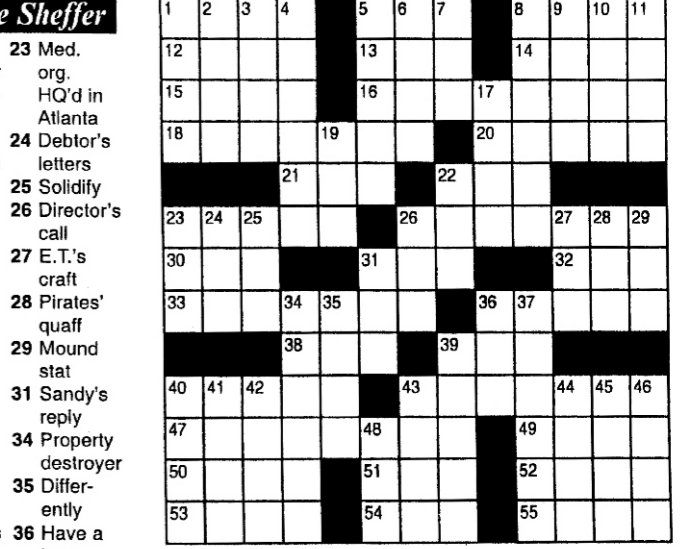 e Sheffer
23 Med.
org.
HQ'd in
Atlanta
24 Debtor's
letters
25 Solidify
26 Director's
call
27 E.T.'s
craft
28 Pirates'
quaff
29 Mound
stat
31 Sandy's
reply
34 Property
destroyer
35 Differ-
ently
36 Have a
1 2 3 4 5 6 7 8 9 10 11
12 13 14
15 16 17
18 19 20
21 22
23 24 25 26 27 28 29
30 31 32
33 34 35 36 37
38 39
40 41 42 43 44 45 46
47 48 49
50 51 52
53 54 55